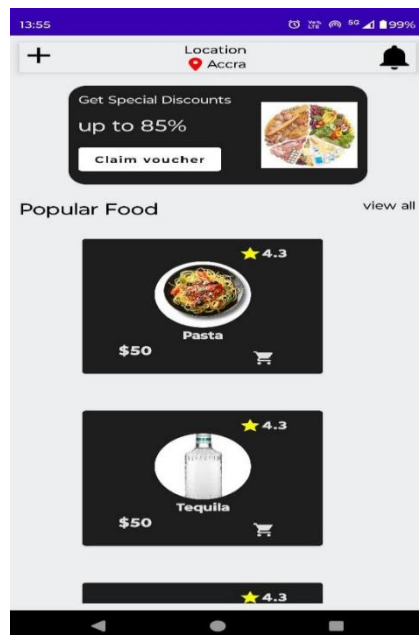 13:55
5G
99%
Location
Accra
Get Special Discounts
up to 85%
Claim voucher
Popular Food
view all
4.3
Pasta
$50
4.3
Tequila
$50
4.3